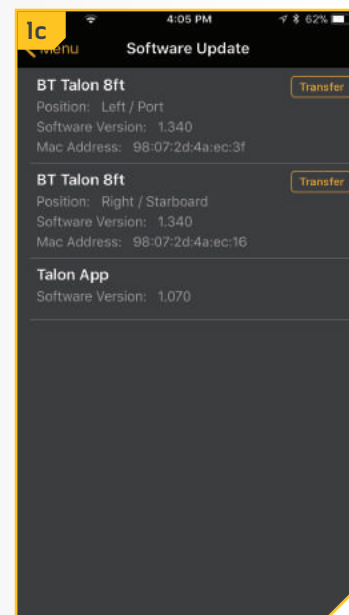 1c
4:05 PM
62%
Menu
Software Update
BT Talon 8ft
Transfer
Position: Left / Port
Software Version: 1.340
Mac Address: 98:07:2d:4a:ec:3f
BT Talon 8ft
Transfer
Position: Right / Starboard
Software Version: 1.340
Mac Address: 98:07:2d:4a:ec:16
Talon App
Software Version: 1.070